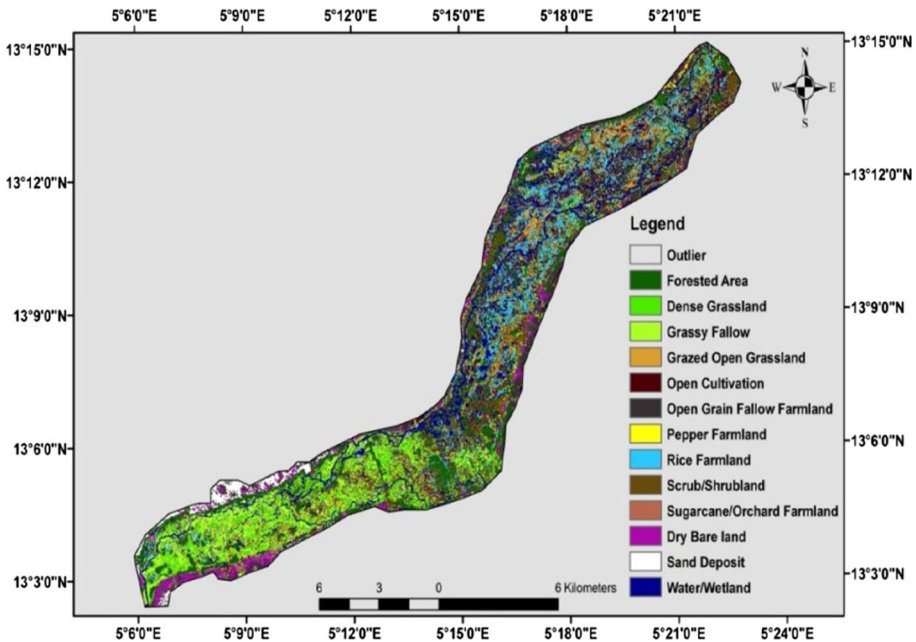 5°6'0"E 5°9'0"E 5°12'0"E 5°15'0"E 5°18'0"E 5°21'0"E
13°15'0"N 13°15'0"N
N
W E
S
13°12'0"N 13°12'0"N
Legend
Outlier
Forested Area
Dense Grassland
13°9'0"N 13°9'0"N
Grassy Fallow
Grazed Open Grassland
Open Cultivation
Open Grain Fallow Farmland
Pepper Farmland
13°6'0"N 13°6'0"N
Rice Farmland
Scrub/Shrubland
Sugarcane/Orchard Farmland
Dry Bare land
Sand Deposit
13°3'0"N 13°3'0"N
Water/Wetland
6 3 0 6 Kilometers
5°6'0"E 5°9'0"E 5°12'0"E 5°15'0"E 5°18'0"E 5°21'0"E 5°24'0"E